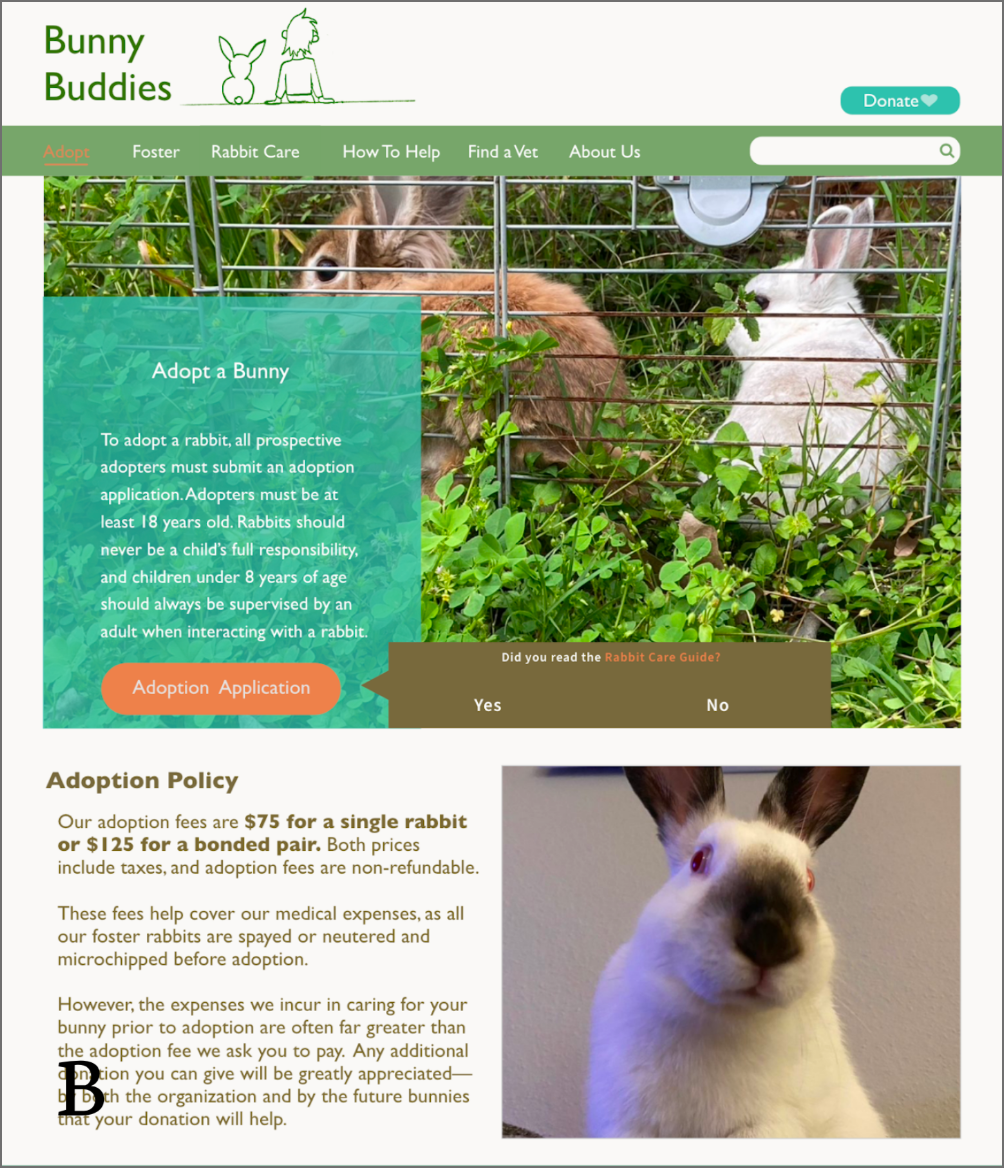 Bunny
Buddies
Donate
Adopt Foster Rabbit Care How To Help Find a Vet About Us
Adopt a Bunny
To adopt a rabbit, all prospective
adopters must submit an adoption
application. Adopters must be at
least 18 years old. Rabbits should
never be a child's full responsibility,
and children under 8 years of age
should always be supervised by an
adult when interacting with a rabbit.
Adoption Application
Did you read the Rabbit Care Guide?
Yes No
Adoption Policy
Our adoption fees are $75 for a single rabbit
or $125 for a bonded pair. Both prices
include taxes, and adoption fees are non-refundable.
These fees help cover our medical expenses, as all
our foster rabbits are spayed or neutered and
microchipped before adoption.
However, the expenses we incur in caring for your
bunny prior to adoption are often far greater than
the adoption fee we ask you to pay. Any additional
donation you can give will be greatly appreciated—
by both the organization and by the future bunnies
that your donation will help.
B